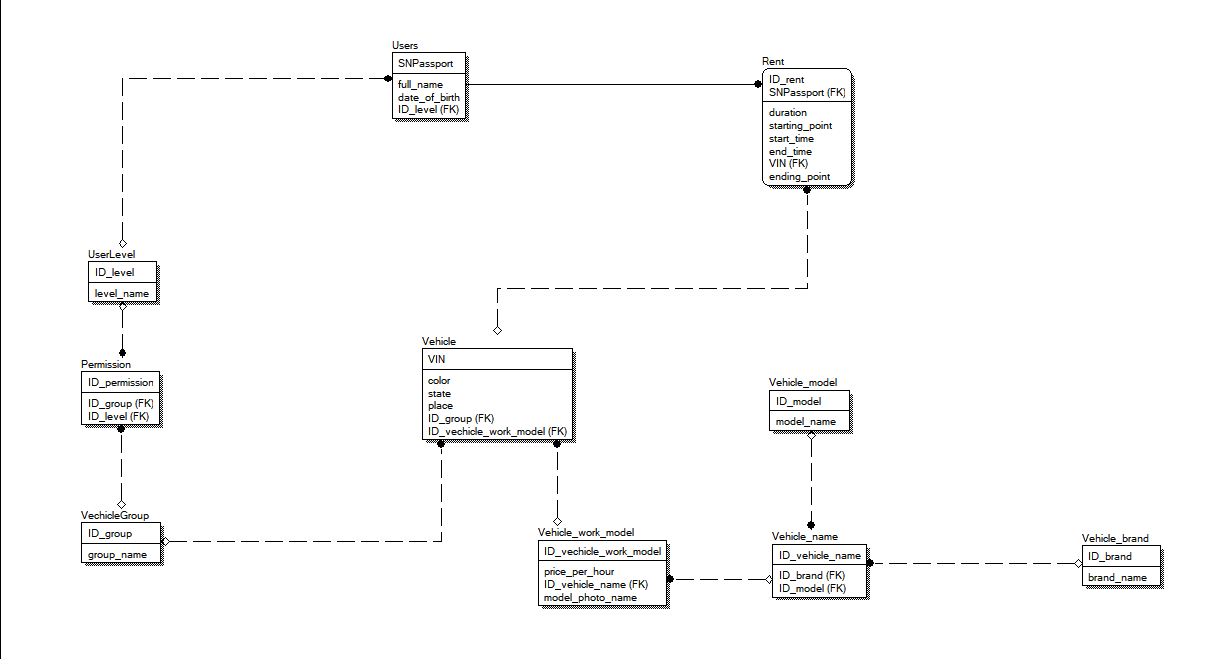 Users
SNPassport
full_name
date_of_birth
ID_level (FK)
Rent
ID_rent
SNPassport (FK)
duration
starting_point
start_time
end_time
VIN (FK)
ending_point
UserLevel
ID_level
level_name
Permission
ID_permission
ID_group (FK)
ID_level (FK)
Vehicle
VIN
color
state
place
ID_group (FK)
ID_vechicle_work_model (FK)
Vehicle_model
ID_model
model_name
VechicleGroup
ID_group
group_name
Vehicle_work_model
ID_vechicle_work_model
price_per_hour
ID_vehicle_name (FK)
model_photo_name
Vehicle_name
ID_vehicle_name
ID_brand (FK)
ID_model (FK)
Vehicle_brand
ID_brand
brand_name